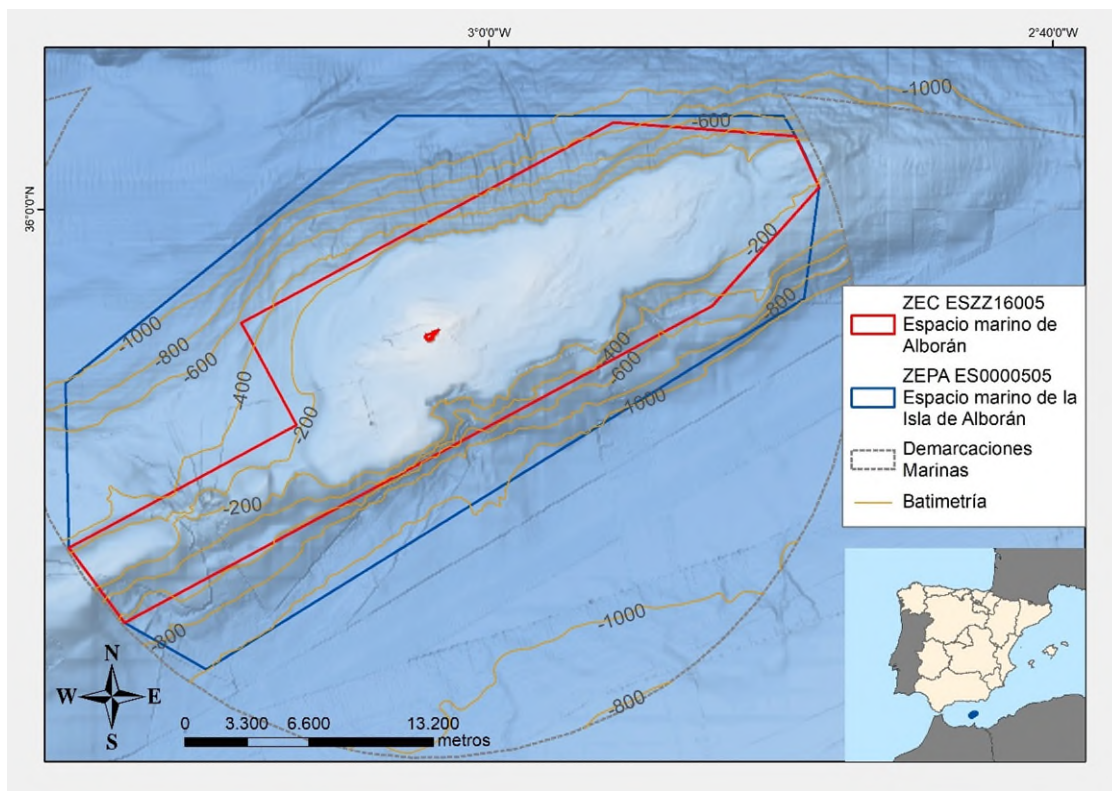 3°0'0"W
2°40'0"W
36°0'0"N
-1000
-600
-200
-800
-1000
-800
-600
-400
-200
-400
-600
1000
-200
-800
-1000
-800
ZEC ESZZ16005
Espacio marino de
Alborán
ZEPA ES0000505
Espacio marino de la
Isla de Alborán
Demarcaciones
Marinas
Batimetría
N
W
E
S
0
3.300
6.600
13.200
metros